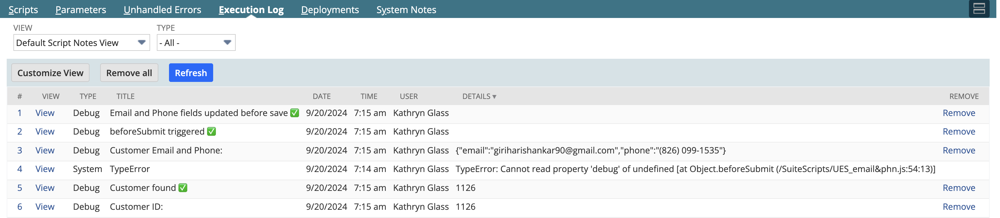 Scripts Parameters Unhandled Errors Execution Log Deployments System Notes
VIEW TYPE
Default Script Notes View - All -
Customize View Remove all Refresh
# VIEW TYPE TITLE DATE TIME USER DETAILS ▼ REMOVE
1 View Debug Email and Phone fields updated before save ✅ 9/20/2024 7:15 am Kathryn Glass Remove
2 View Debug beforeSubmit triggered ✅ 9/20/2024 7:15 am Kathryn Glass Remove
3 View Debug Customer Email and Phone: 9/20/2024 7:15 am Kathryn Glass {"email":"giriharishankar90@gmail.com","phone":"(826) 099-1535"} Remove
4 View System TypeError 9/20/2024 7:14 am Kathryn Glass TypeError: Cannot read property 'debug' of undefined [at Object.beforeSubmit (/SuiteScripts/UES_email&phn.js:54:13)]
5 View Debug Customer found ✅ 9/20/2024 7:15 am Kathryn Glass 1126 Remove
6 View Debug Customer ID: 9/20/2024 7:15 am Kathryn Glass 1126 Remove